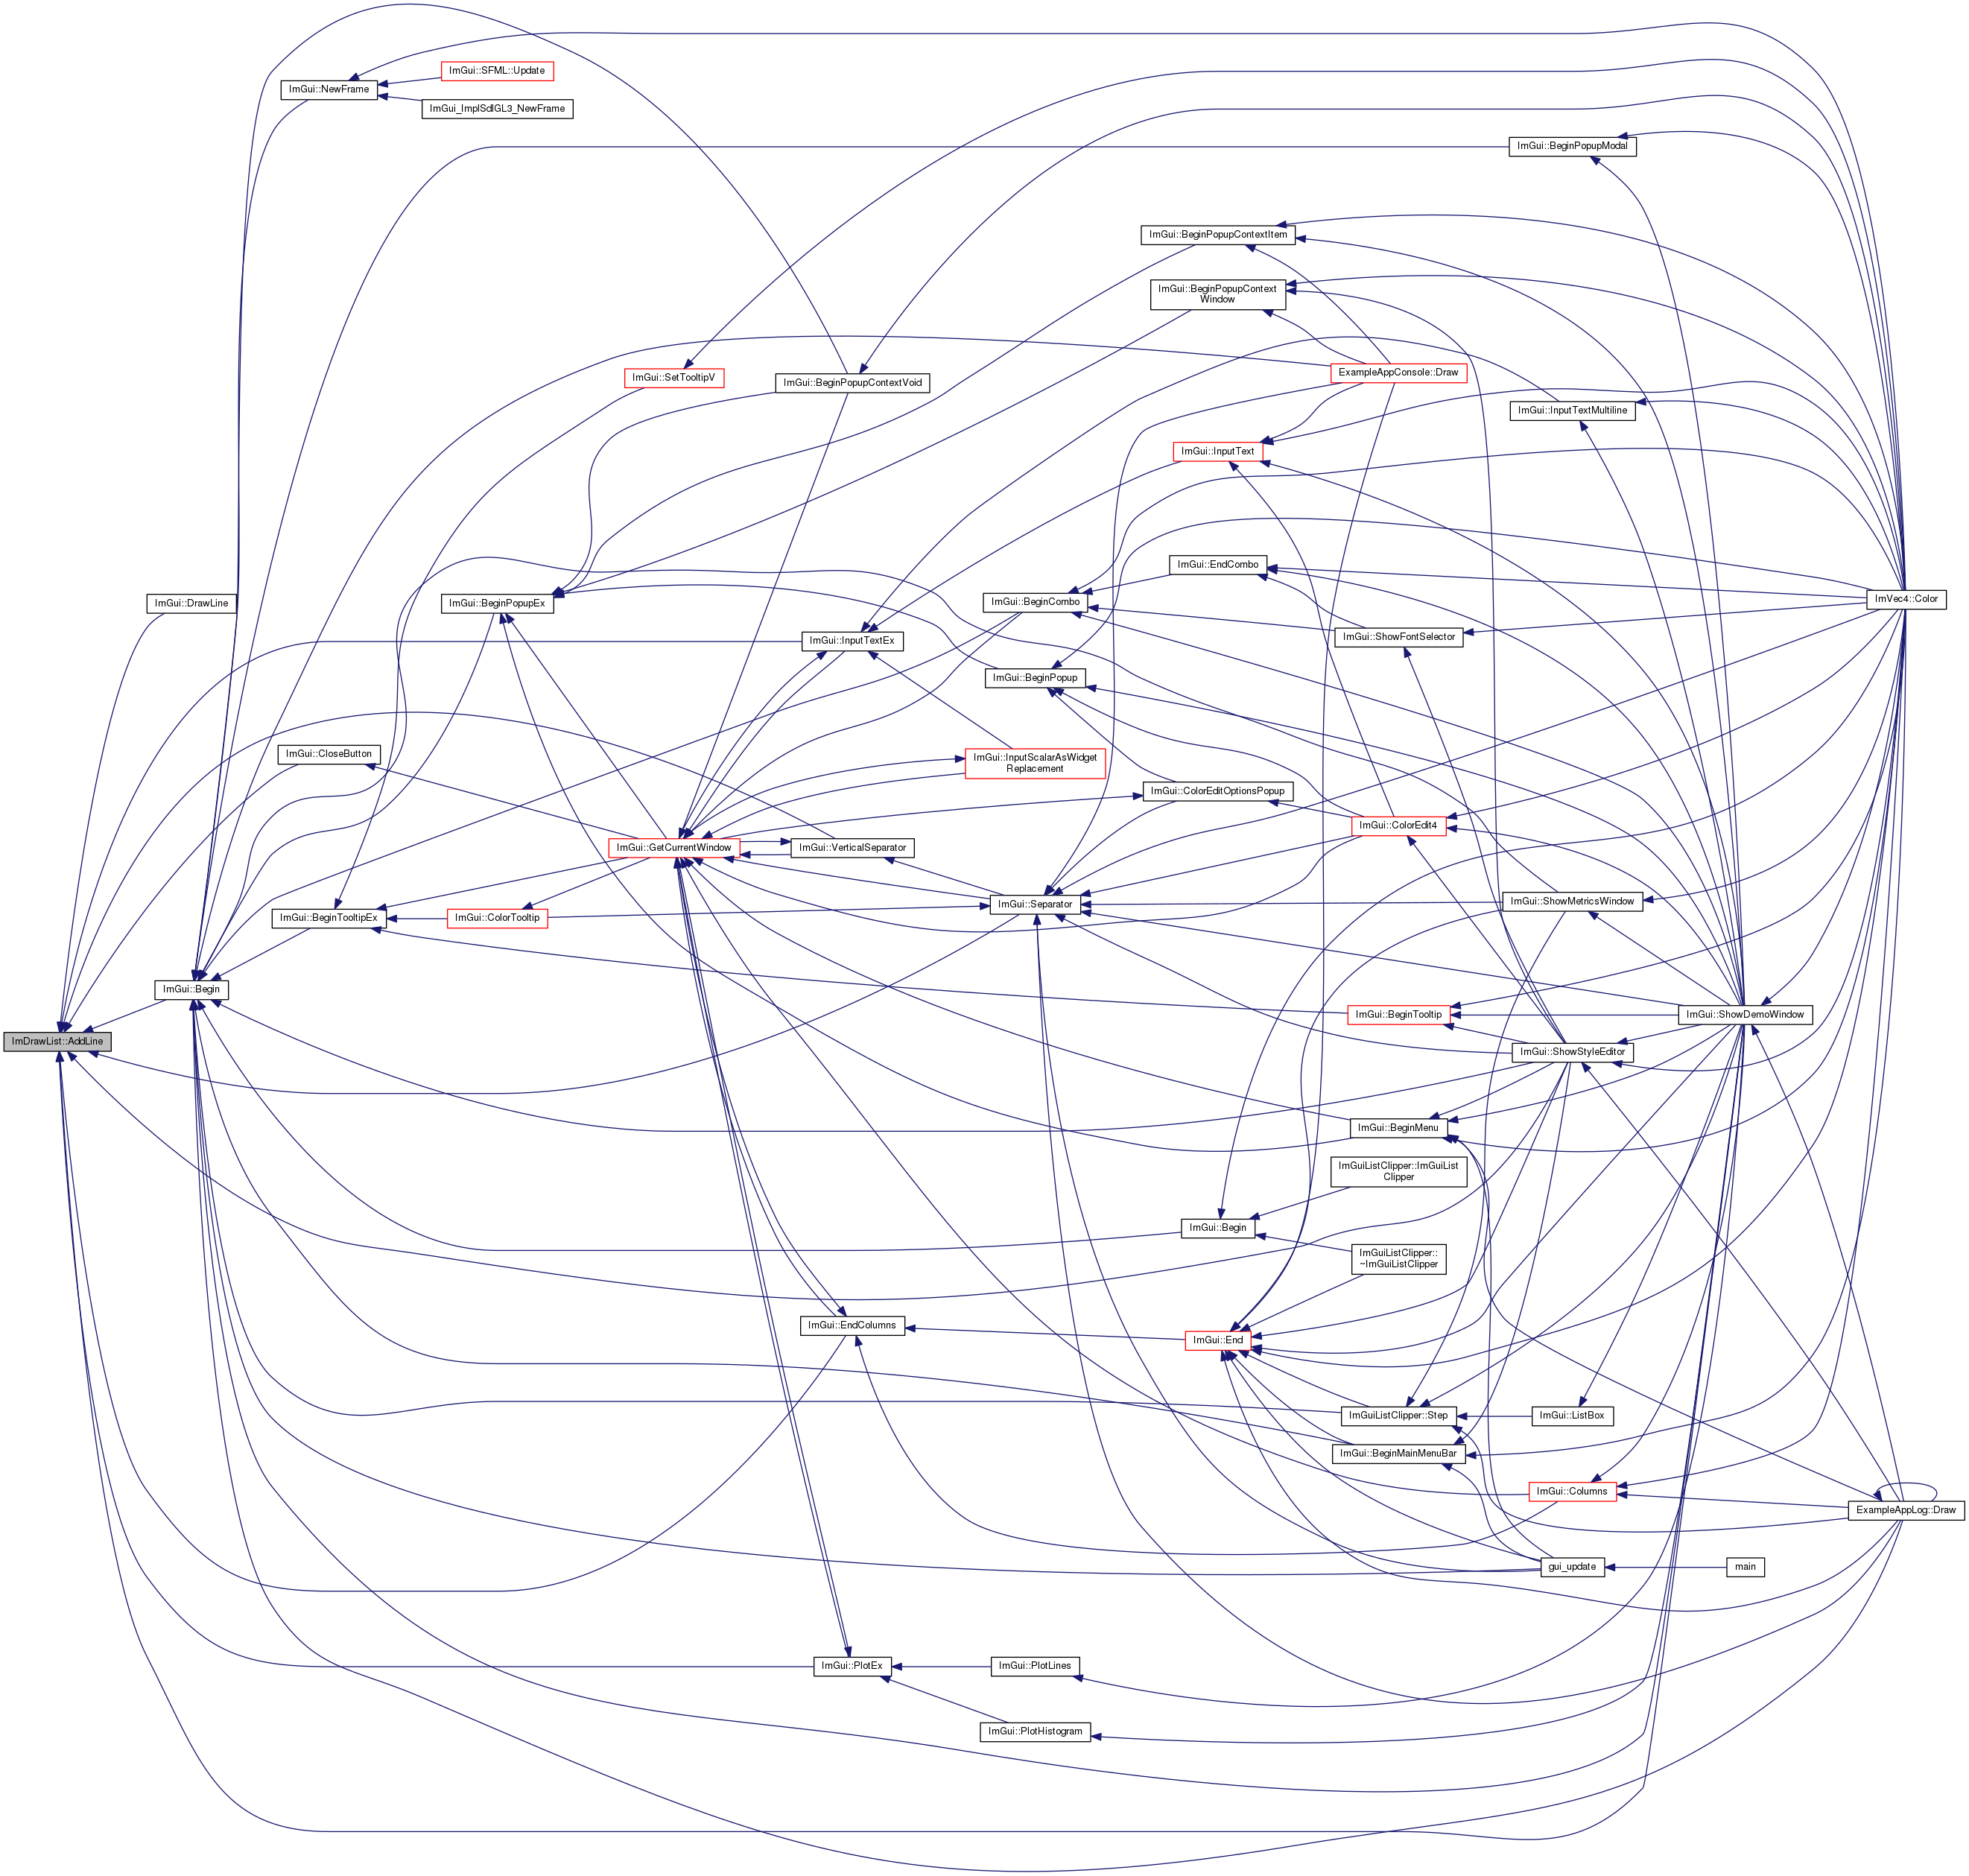 ImGui::SFML::Update
ImGui::NewFrame
ImGui_ImplSdlGL3_NewFrame
ImGui::BeginPopupModal
ImGui::BeginPopupContextItem
ImGui::BeginPopupContext
Window
ImGui::SetTooltipV
ImGui::BeginPopupContextVoid
ExampleAppConsole::Draw
ImGui::InputTextMultiline
ImGui::InputText
ImGui::EndCombo
ImGui::DrawLine
ImGui::BeginPopupEx
ImGui::BeginCombo
ImVec4::Color
ImGui::InputTextEx
ImGui::ShowFontSelector
ImGui::BeginPopup
ImGui::CloseButton
ImGui::InputScalarAsWidget
Replacement
ImGui::ColorEditOptionsPopup
ImGui::ColorEdit4
ImGui::GetCurrentWindow
ImGui::VerticalSeparator
ImGui::BeginTooltipEx
ImGui::ColorTooltip
ImGui::Separator
ImGui::ShowMetricsWindow
ImGui::Begin
ImGui::BeginTooltip
ImGui::ShowDemoWindow
ImDrawList::AddLine
ImGui::ShowStyleEditor
ImGui::BeginMenu
ImGuiListClipper::ImGuiList
Clipper
ImGui::Begin
ImGuiListClipper::
~ImGuiListClipper
ImGui::EndColumns
ImGui::End
ImGuiListClipper::Step
ImGui::ListBox
ImGui::BeginMainMenuBar
ImGui::Columns
ExampleAppLog::Draw
gui_update
main
ImGui::PlotEx
ImGui::PlotLines
ImGui::PlotHistogram